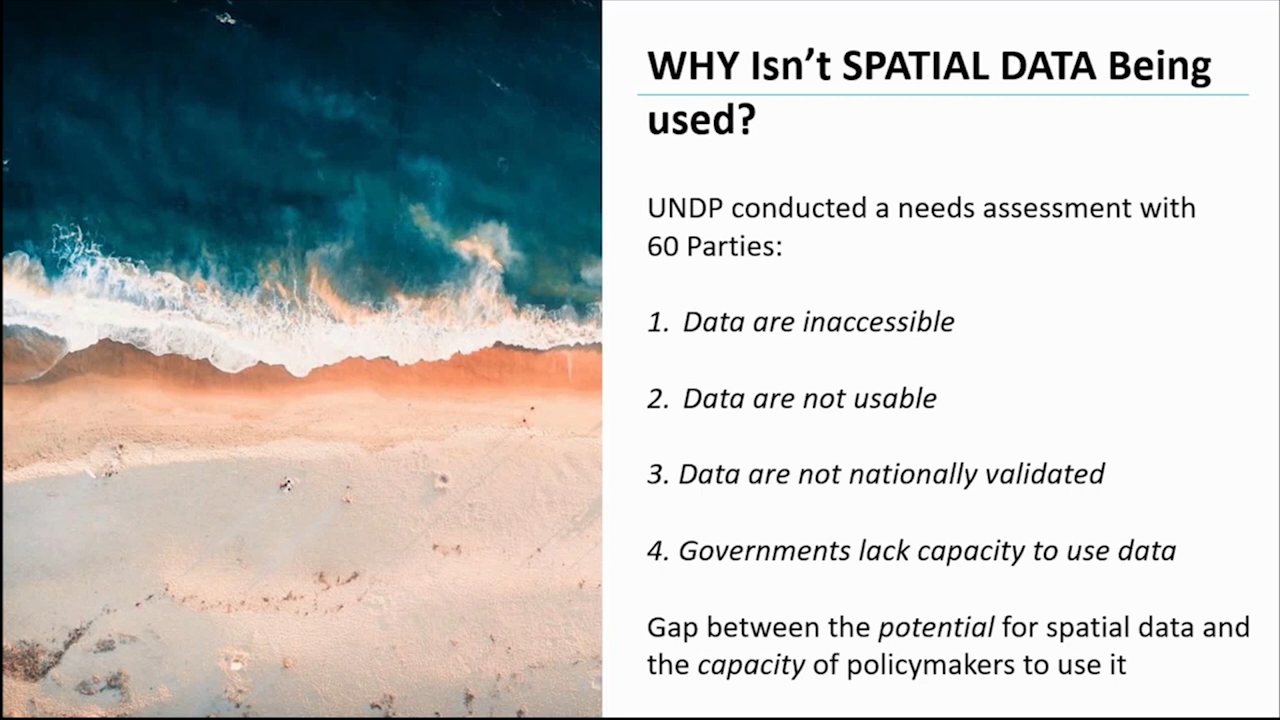 WHY Isn’t SPATIAL DATA Being
used?
UNDP conducted a needs assessment with
60 Parties:
1. Data are inaccessible
2. Data are not usable
3. Data are not nationally validated
4. Governments lack capacity to use data
Gap between the potential for spatial data and
the capacity of policymakers to use it